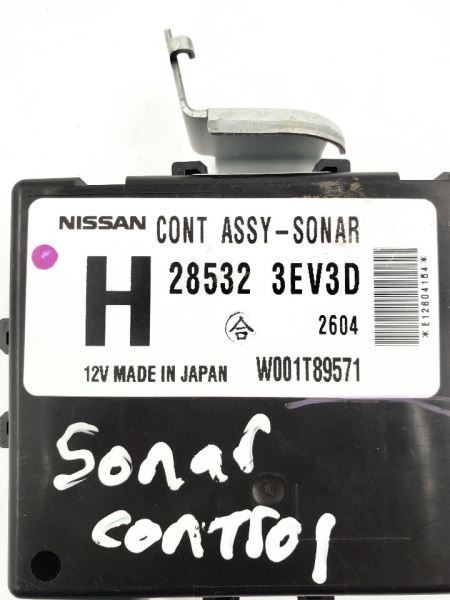 NISSAN CONT ASSY-SONAR
H 28532 3EV3D
合 2604
12V MADE IN JAPAN W001T89571
*E12604164*
Sonar
control